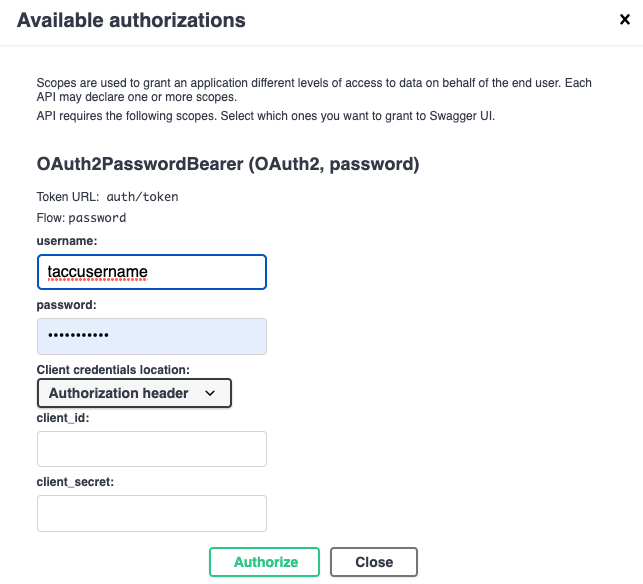 Available authorizations
Scopes are used to grant an application different levels of access to data on behalf of the end user. Each
API may declare one or more scopes.
API requires the following scopes. Select which ones you want to grant to Swagger UI.
OAuth2PasswordBearer (OAuth2, password)
Token URL: auth/token
Flow: password
username:
taccusername
password:
•••••••••••
Client credentials location:
Authorization header
client_id:
client_secret:
Authorize Close